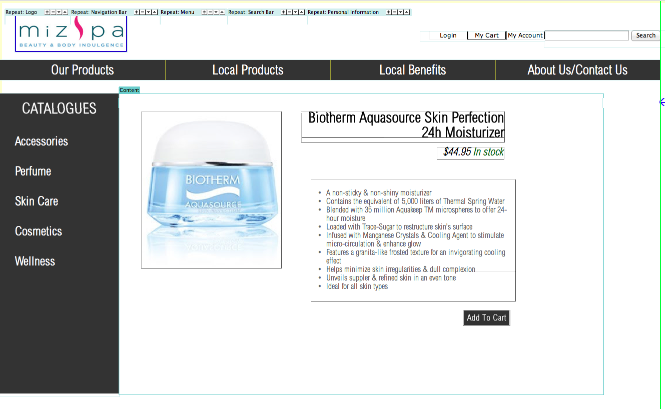 Repeat: Logo
Repeat: Navigation Bar
Repeat: Menu
Repeat: Search Bar
Repeat: Personal Information
miz pa
BEAUTY & BODY INDULGENCE
Login
My Cart
My Account
Search
Our Products
Local Products
Local Benefits
About Us/Contact Us
Content
CATALOGUES
Accessories
Perfume
Skin Care
Cosmetics
Wellness
BIOTHERM
AQUASOURCE
Biotherm Aquasource Skin Perfection
24h Moisturizer
$44.95 In stock
A non-sticky & non-shiny moisturizer
Contains the equivalent of 5,000 liters of Thermal Spring Water
Blended with 35 million Aquakeep TM microspheres to offer 24-
hour moisture
Loaded with Trace-Sugar to restructure skin's surface
Infused with Manganese Crystals & Cooling Agent to stimulate
micro-circulation & enhance glow
Features a granita-like frosted texture for an invigorating cooling
effect
Helps minimize skin irregularities & dull complexion
Unveils suppler & refined skin in an even tone
Ideal for all skin types
Add To Cart